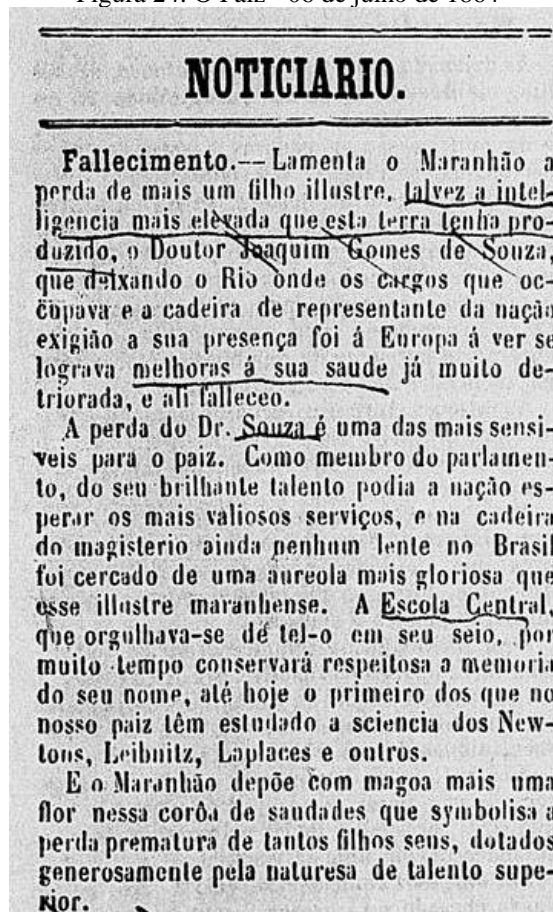 NOTICIARIO.
Fallecimento.— Lamenta o Maranhão a
perda de mais um filho illustre, talvez a intel-
ligencia mais elevada que esta terra tenha pro-
duzido, o Doutor Joaquim Gomes de Souza,
que deixando o Rio onde os cargos que oc-
cupava e a cadeira de representante da nação
exigião a sua presença foi á Europa á ver se
lograva melhoras á sua saude já muito de-
triorada, e ali falleceo.
A perda do Dr. Souza é uma das mais sensi-
veis para o paiz. Como membro do parlamen-
to, do seu brilhante talento podia a nação es-
perar os mais valiosos serviços, e na cadeira
do magisterio ainda nenhum lente no Brasil
foi cercado de uma aureola mais gloriosa que
esse illustre maranhense. A Escola Central,
que orgulhava-se de tel-o em seu seio, por
muito tempo conservará respeitosa a memoria
do seu nome, até hoje o primeiro dos que no
nosso paiz têm estudado a sciencia dos New-
tons, Leibnitz, Laplaces e outros.
E o Maranhão depõe com magoa mais uma
flor nessa corôa de saudades que symbolisa a
perda prematura de tantos filhos seus, dotados
generosamente pela naturesa de talento supe-
rior.